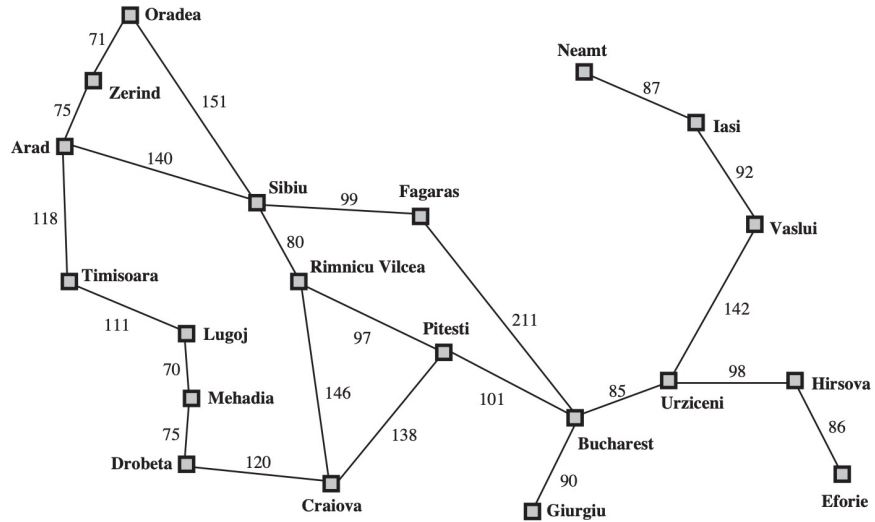 Oradea
71
Neamt
Zerind
87
151
75
Iasi
Arad
140
92
Sibiu
99
Fagaras
118
Vaslui
80
Rimnicu Vilcea
Timisoara
142
111
Pitesti
211
Lugoj
97
70
98
Hirsova
85
Urziceni
146
101
Mehadia
86
138
75
Bucharest
Drobeta
120
90
Craiova
Giurgiu
Eforie